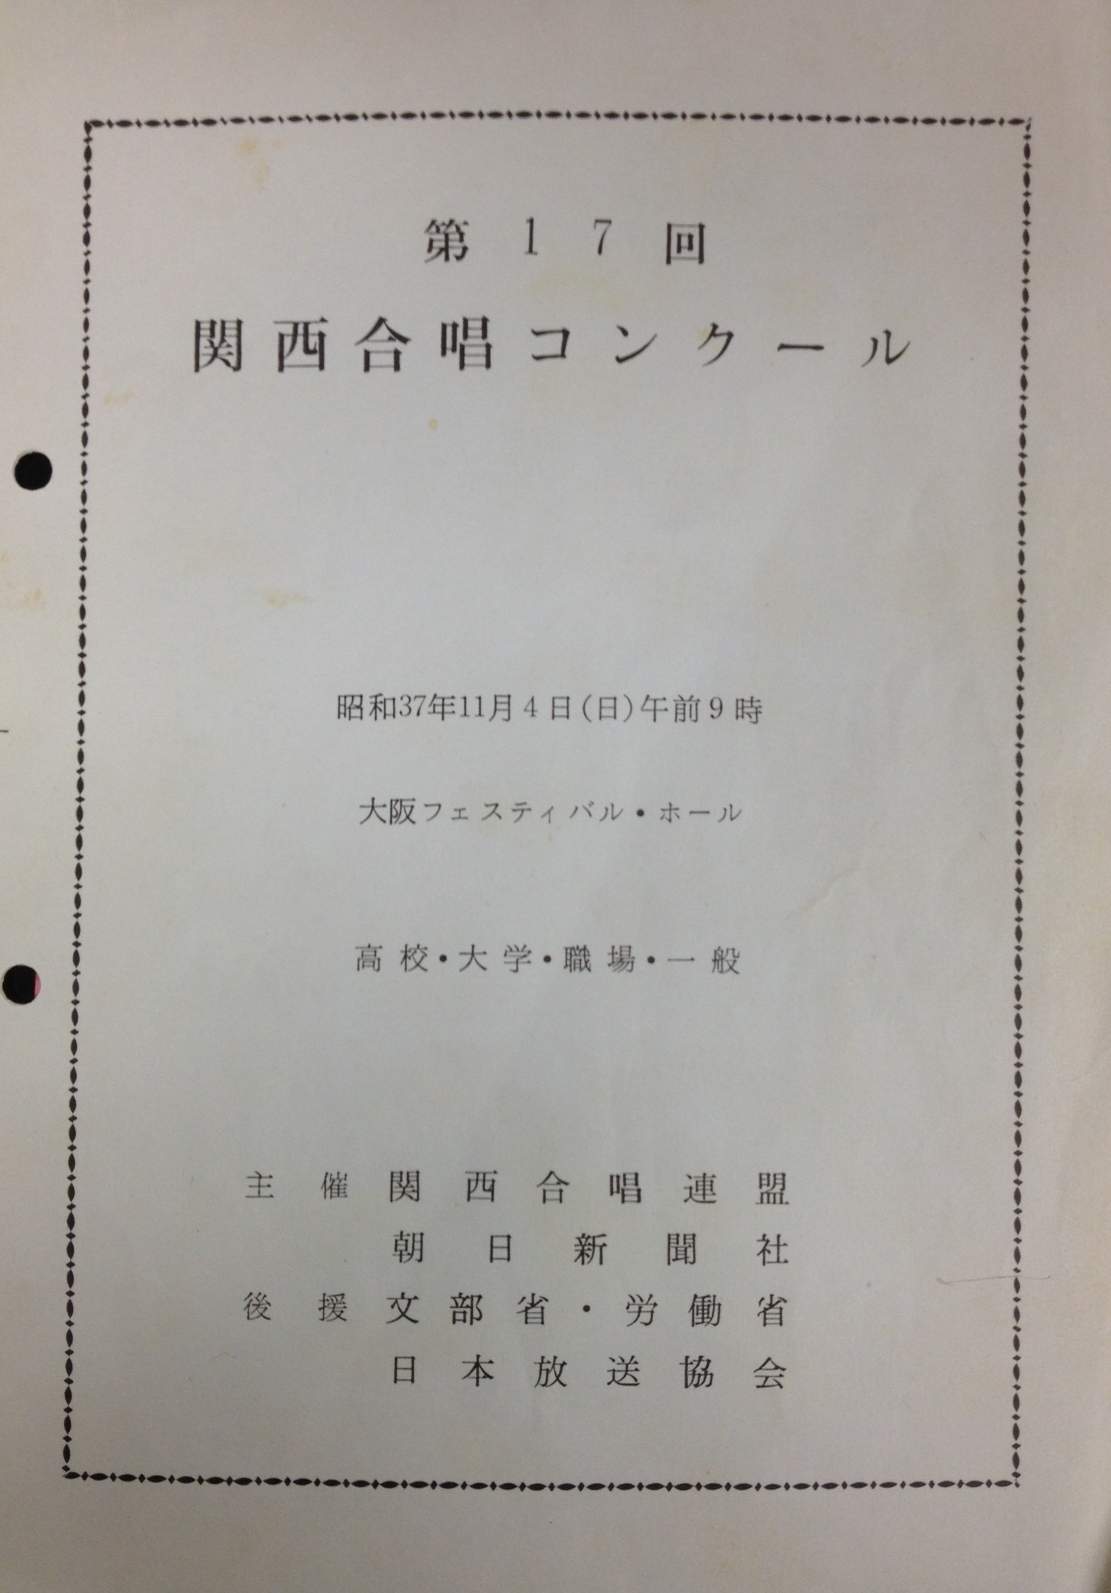 第17回
関西合唱コンクール
昭和37年11月4日(日)午前9時
大阪フェスティバル・ホール
高校・大学・職場・一般
主催 関西合唱連盟
朝日新聞社
後援 文部省・労働省
日本放送協会